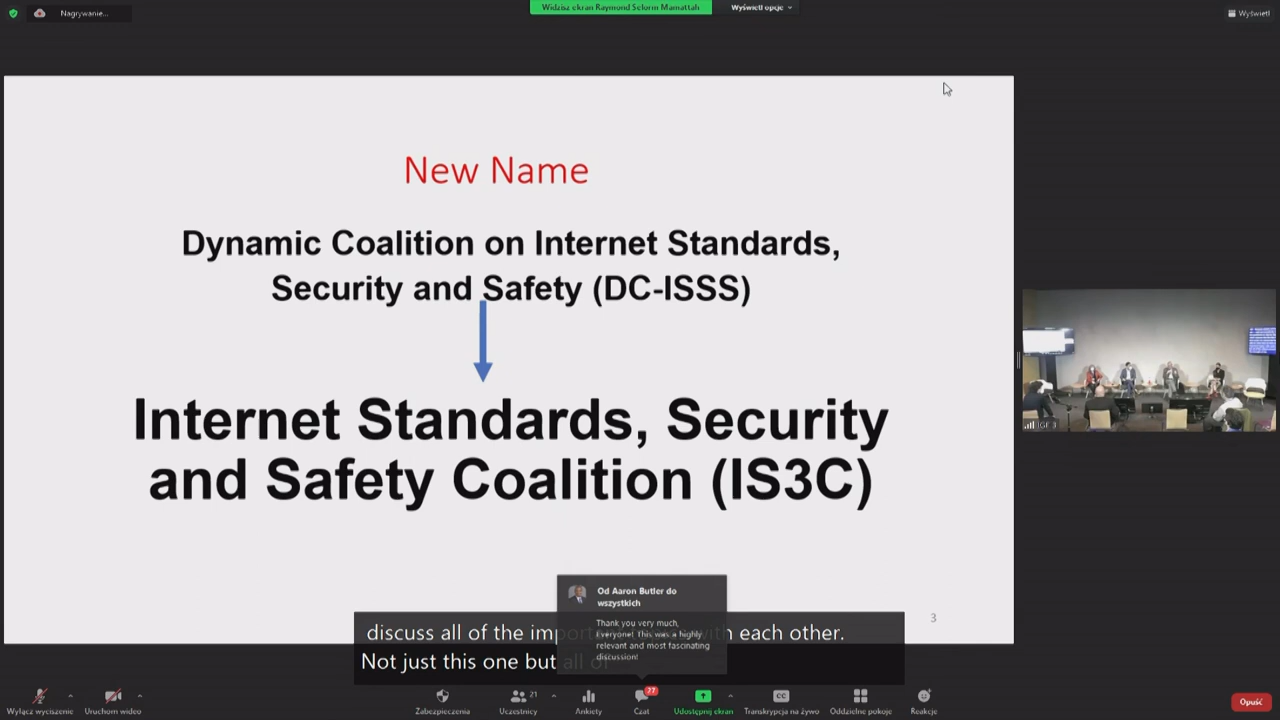 Nagrywanie...
Widzisz ekran Raymond Selorm Mamattah
Wyświetl opcje
Wyświetl
New Name
Dynamic Coalition on Internet Standards,
Security and Safety (DC-ISSS)
Internet Standards, Security
and Safety Coalition (IS3C)
3
IGF 3
Od Aaron Butler do
wszystkich
Thank you very much,
everyone! This was a highly
relevant and most fascinating
discussion!
discuss all of the with each other.
Not just this one but all of
Wyłącz wyciszenie
Uruchom wideo
Zabezpieczenia
21
Uczestnicy
Ankiety
27
Czat
Udostępnij ekran
CC
Transkrypcja na żywo
Oddzielne pokoje
Reakcje
Opuść